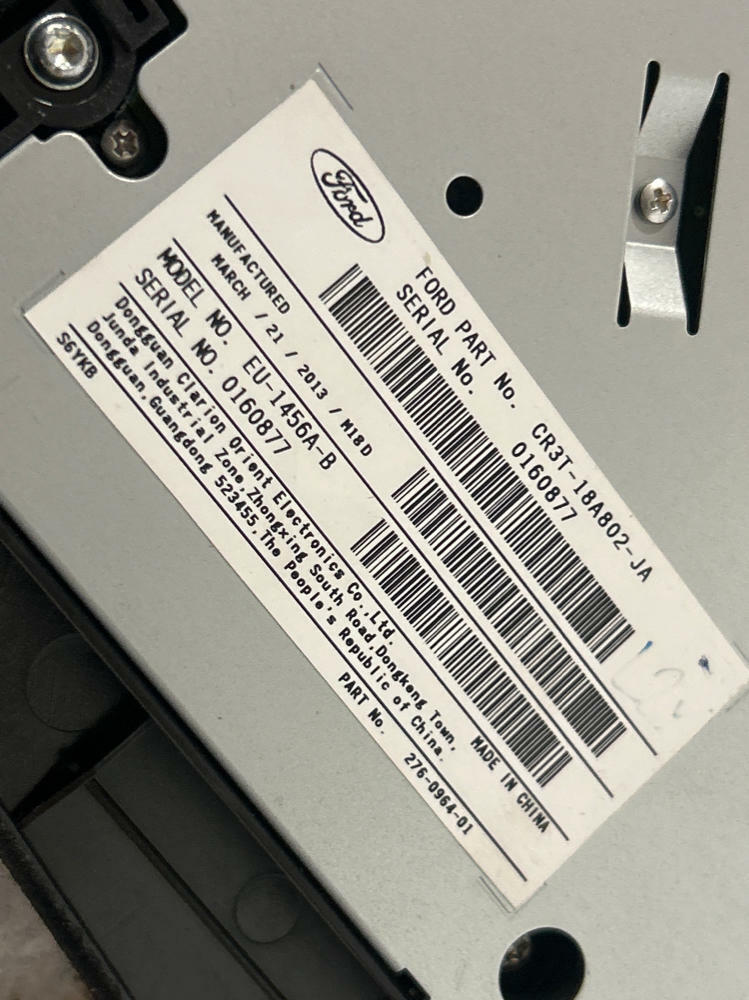 Ford
FORD PART No. CR3T-18A802-JA
SERIAL No. 0160877
MANUFACTURED
MARCH / 21 / 2013 / M18D
MODEL NO. EU-1456A-B
SERIAL NO. 0160877
Dongguan Clarion Orient Electronics Co.,Ltd.
Junda Industrial Zone,Zhongxing South Road,Dongkeng Town,
Dongguan,Guangdong 523455,The People's Republic of China.
MADE IN CHINA
S6YKB
PART No. 276-0964-01